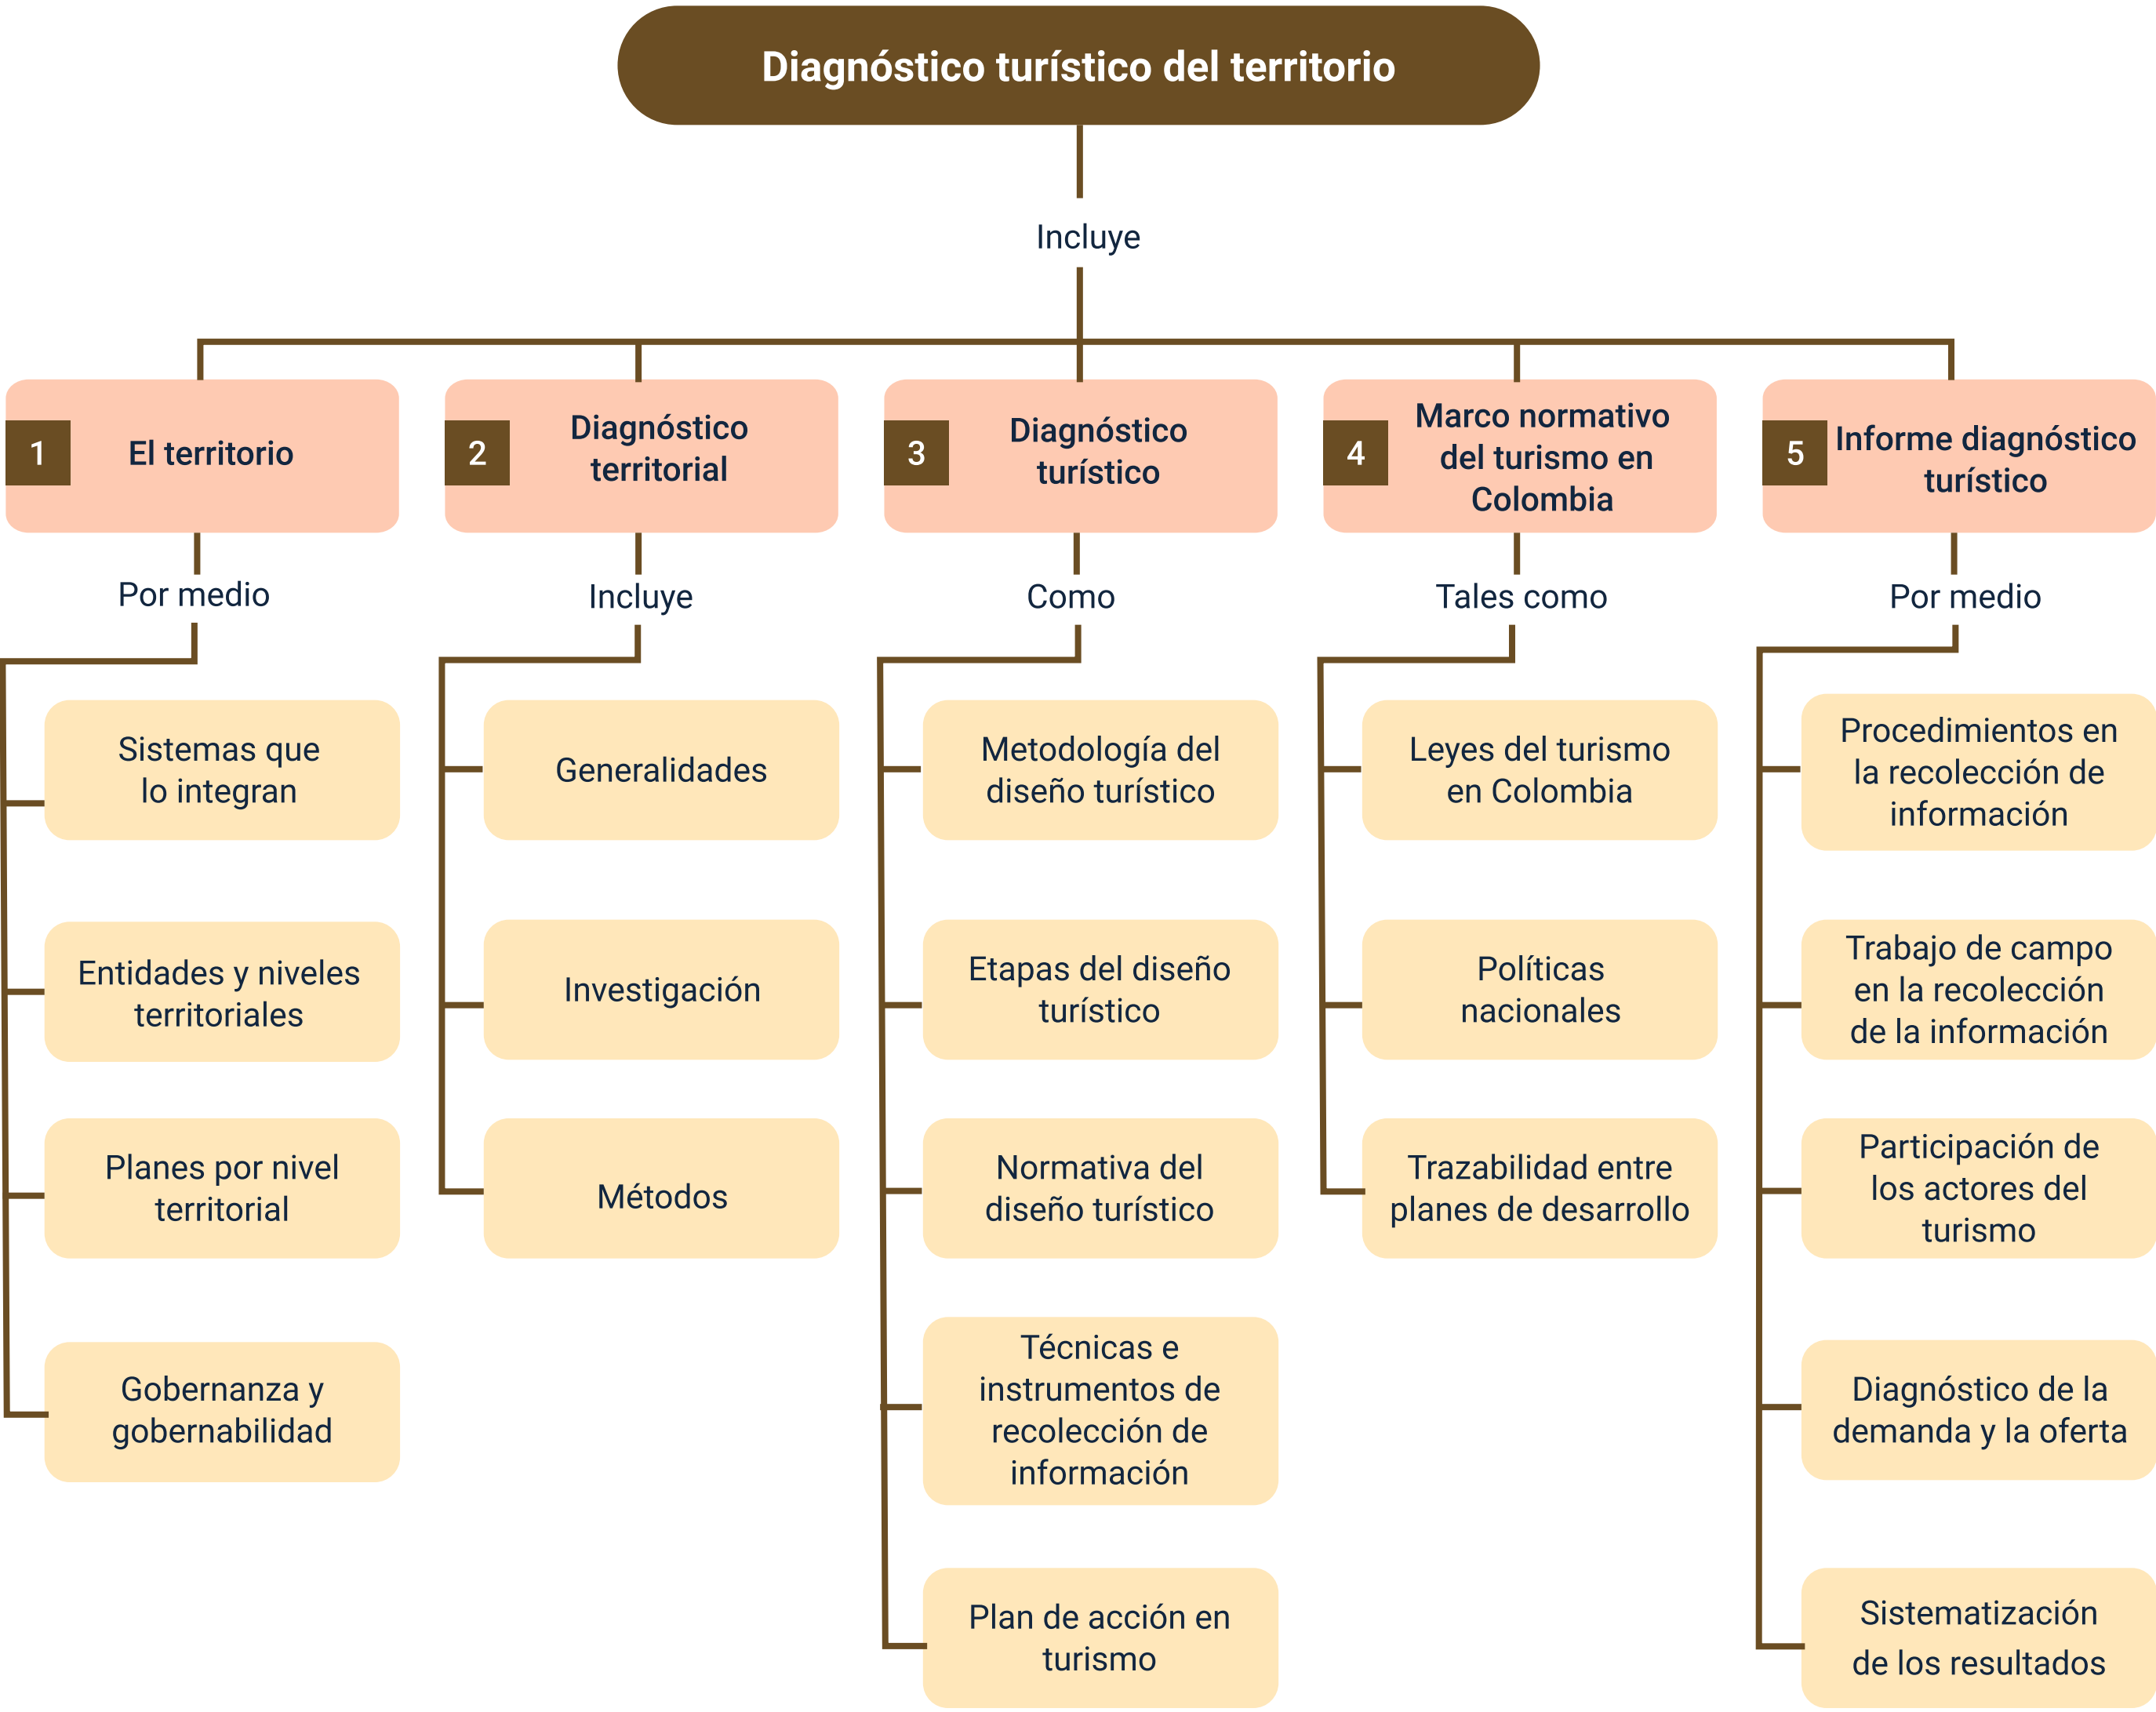 Diagnóstico turístico del territorio
Incluye
1
El territorio
Por medio
Sistemas que
lo integran
Entidades y niveles
territoriales
Planes por nivel
territorial
Gobernanza y
gobernabilidad
2
Diagnóstico
territorial
Incluye
Generalidades
Investigación
Métodos
3
Diagnóstico
turístico
Como
Metodología del
diseño turístico
Etapas del diseño
turístico
Normativa del
diseño turístico
Técnicas e
instrumentos de
recolección de
información
Plan de acción en
turismo
4
Marco normativo
del turismo en
Colombia
Tales como
Leyes del turismo
en Colombia
Políticas
nacionales
Trazabilidad entre
planes de desarrollo
5
Informe diagnóstico
turístico
Por medio
Procedimientos en
la recolección de
información
Trabajo de campo
en la recolección
de la información
Participación de
los actores del
turismo
Diagnóstico de la
demanda y la oferta
Sistematización
de los resultados